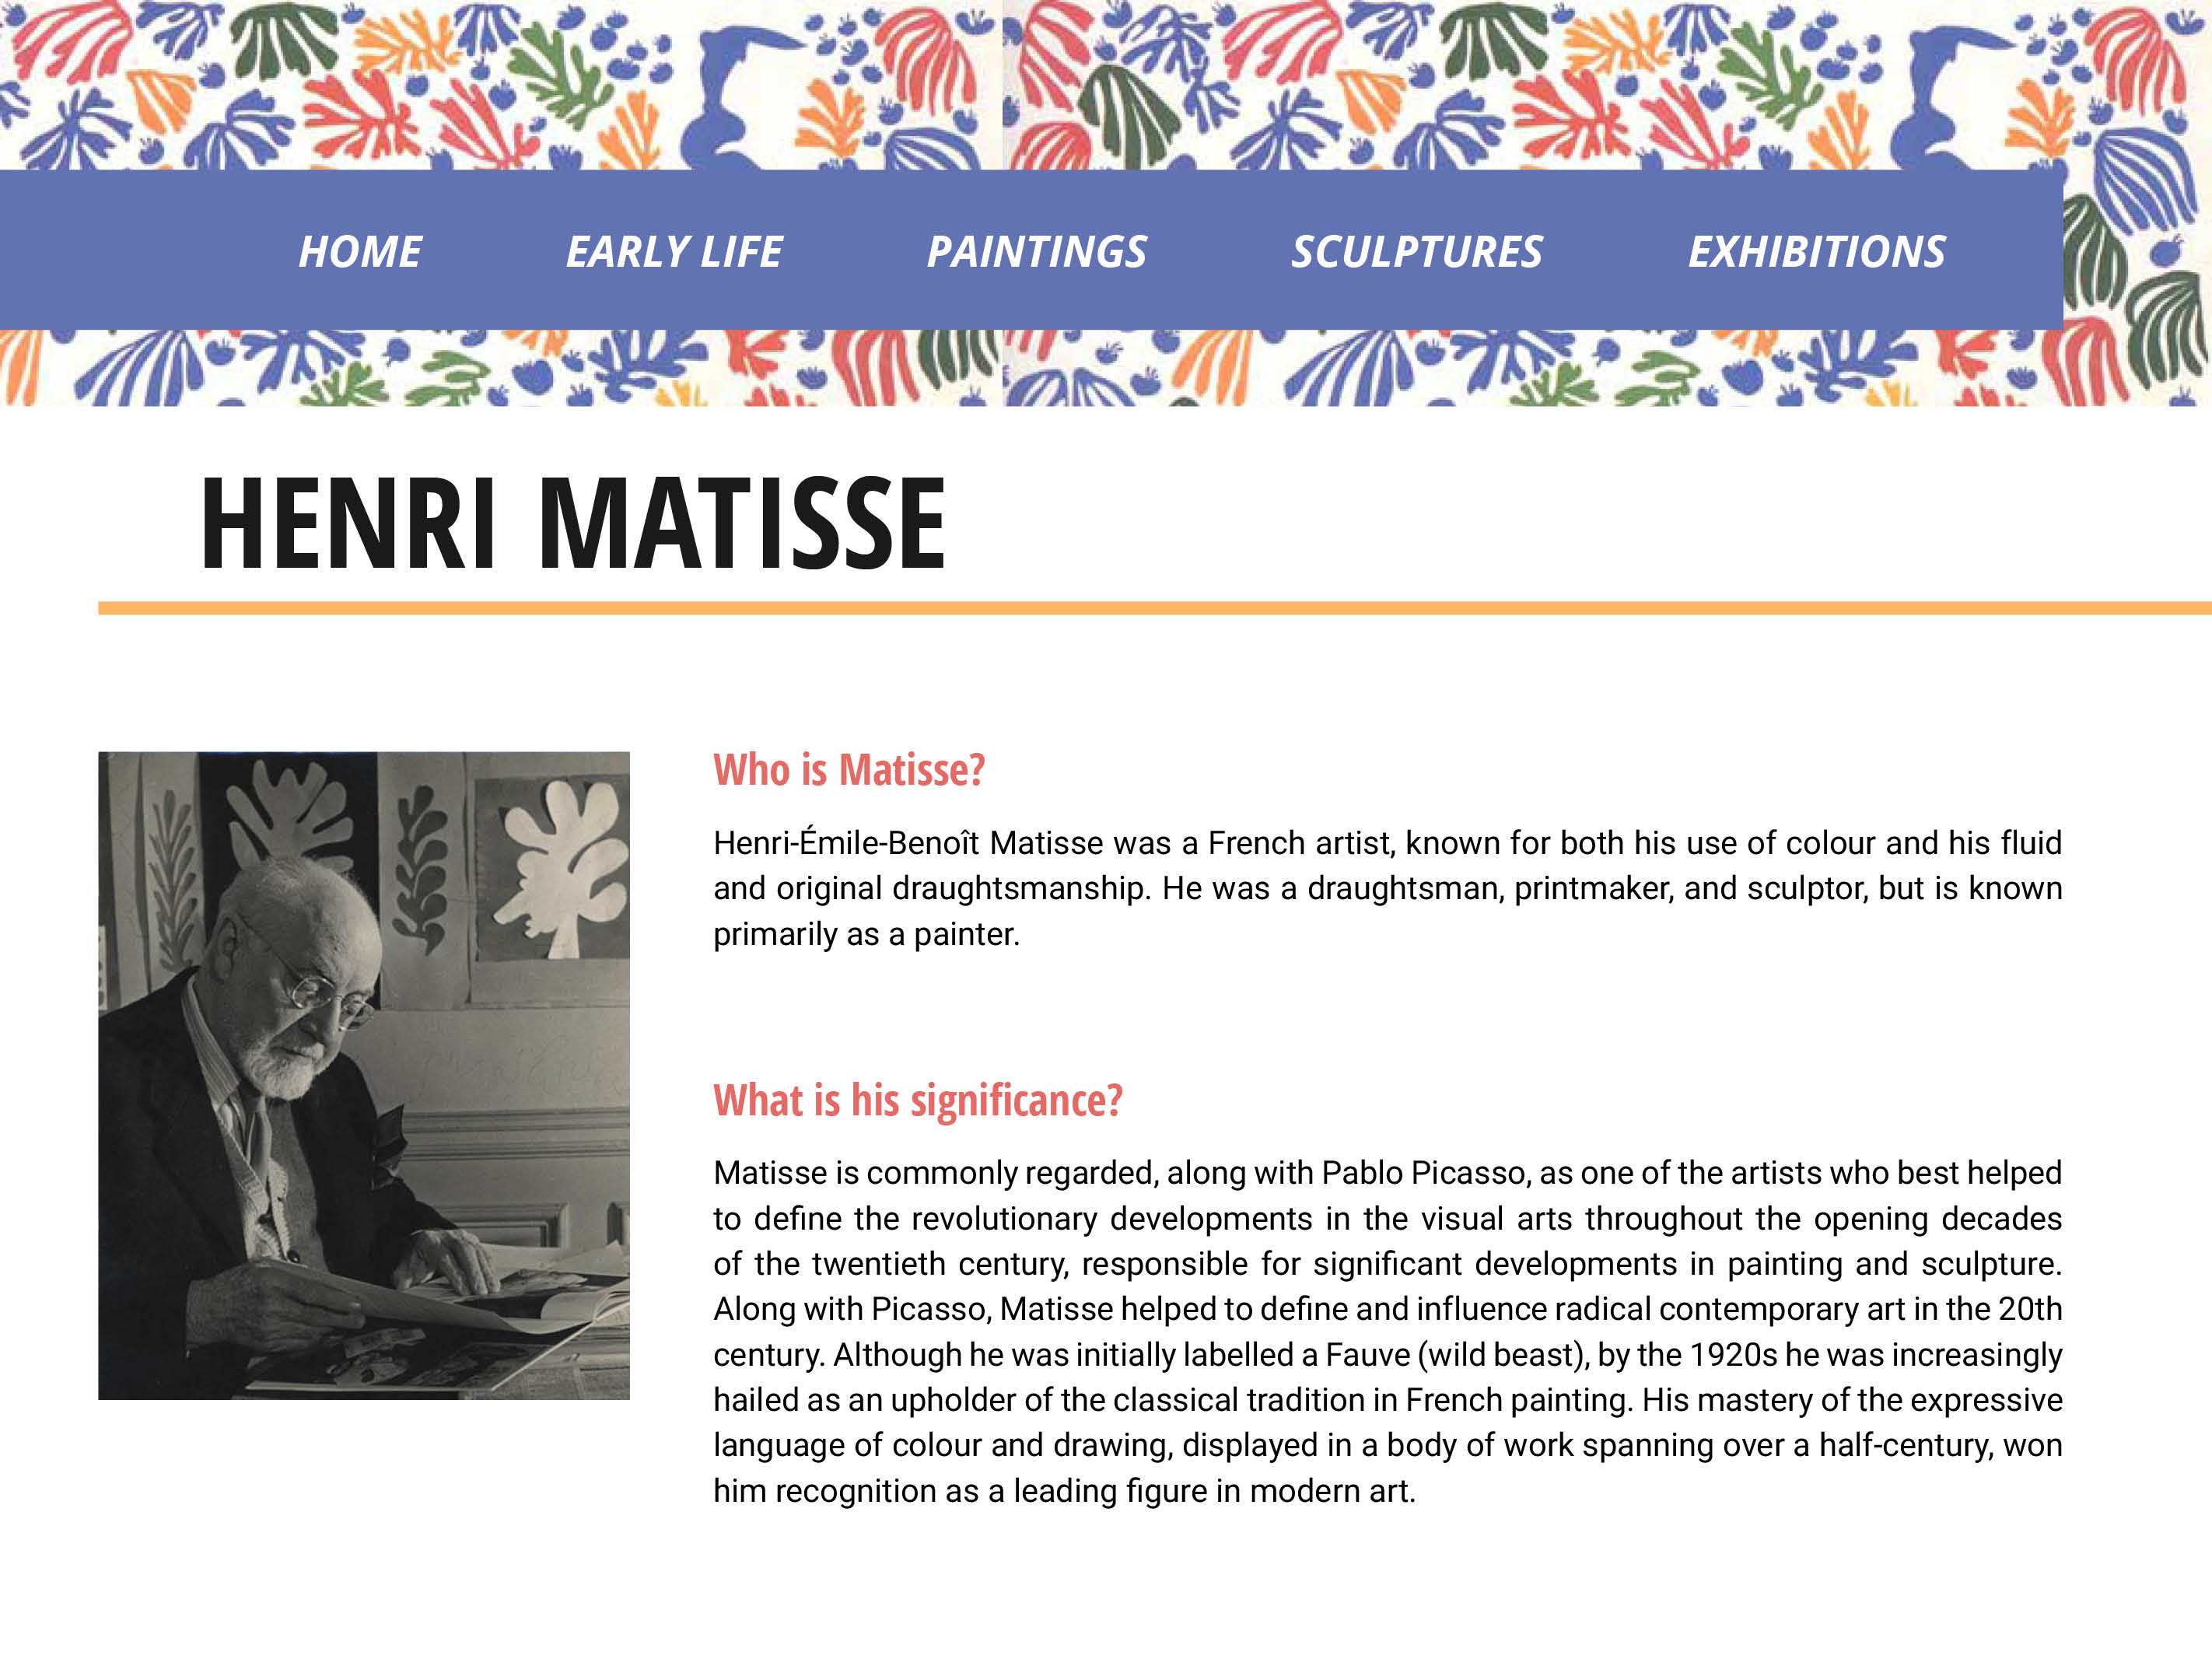 HOME EARLY LIFE PAINTINGS SCULPTURES EXHIBITIONS
HENRI MATISSE
Who is Matisse?
Henri-Émile-Benoît Matisse was a French artist, known for both his use of colour and his fluid
and original draughtsmanship. He was a draughtsman, printmaker, and sculptor, but is known
primarily as a painter.
What is his significance?
Matisse is commonly regarded, along with Pablo Picasso, as one of the artists who best helped
to define the revolutionary developments in the visual arts throughout the opening decades
of the twentieth century, responsible for significant developments in painting and sculpture.
Along with Picasso, Matisse helped to define and influence radical contemporary art in the 20th
century. Although he was initially labelled a Fauve (wild beast), by the 1920s he was increasingly
hailed as an upholder of the classical tradition in French painting. His mastery of the expressive
language of colour and drawing, displayed in a body of work spanning over a half-century, won
him recognition as a leading figure in modern art.